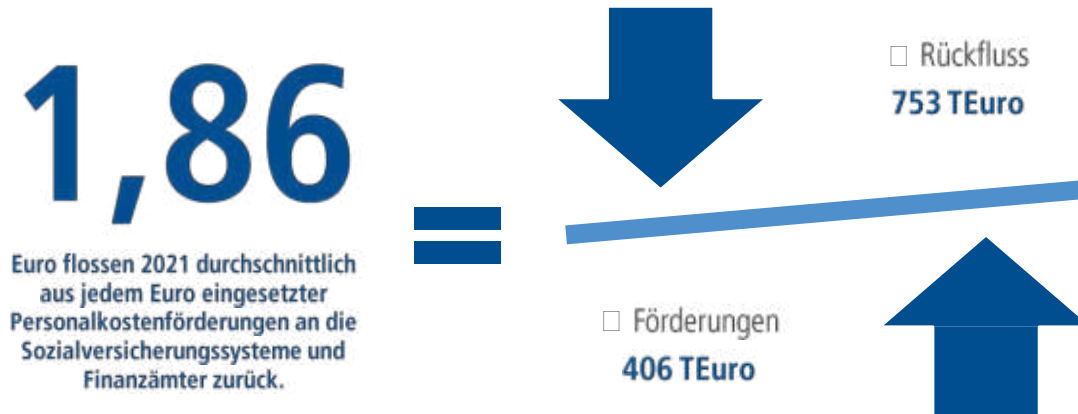 1,86
Euro flossen 2021 durchschnittlich
aus jedem Euro eingesetzter
Personalkostenförderungen an die
Sozialversicherungssysteme und
Finanzämter zurück.
=
□ Rückfluss
753 TEuro
□ Förderungen
406 TEuro